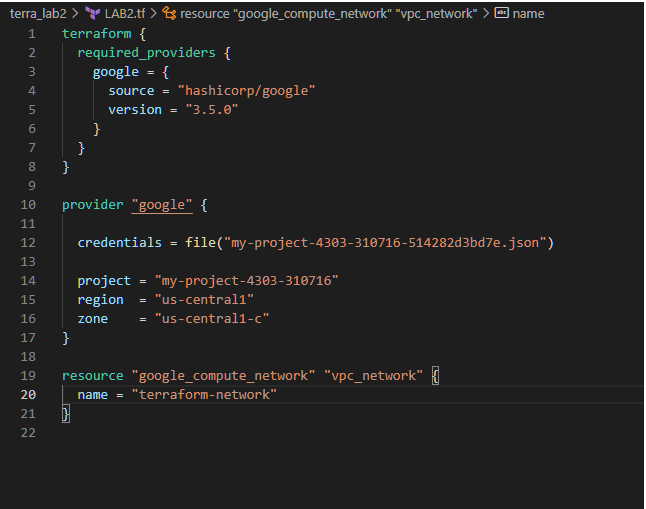 terra_lab2 > LAB2.tf > resource "google_compute_network" "vpc_network" > abc name
1 terraform {
2   required_providers {
3     google = {
4       source = "hashicorp/google"
5       version = "3.5.0"
6     }
7   }
8 }
9
10 provider "google" {
11
12   credentials = file("my-project-4303-310716-514282d3bd7e.json")
13
14   project = "my-project-4303-310716"
15   region  = "us-central1"
16   zone    = "us-central1-c"
17 }
18
19 resource "google_compute_network" "vpc_network" {
20   name = "terraform-network"
21 }
22